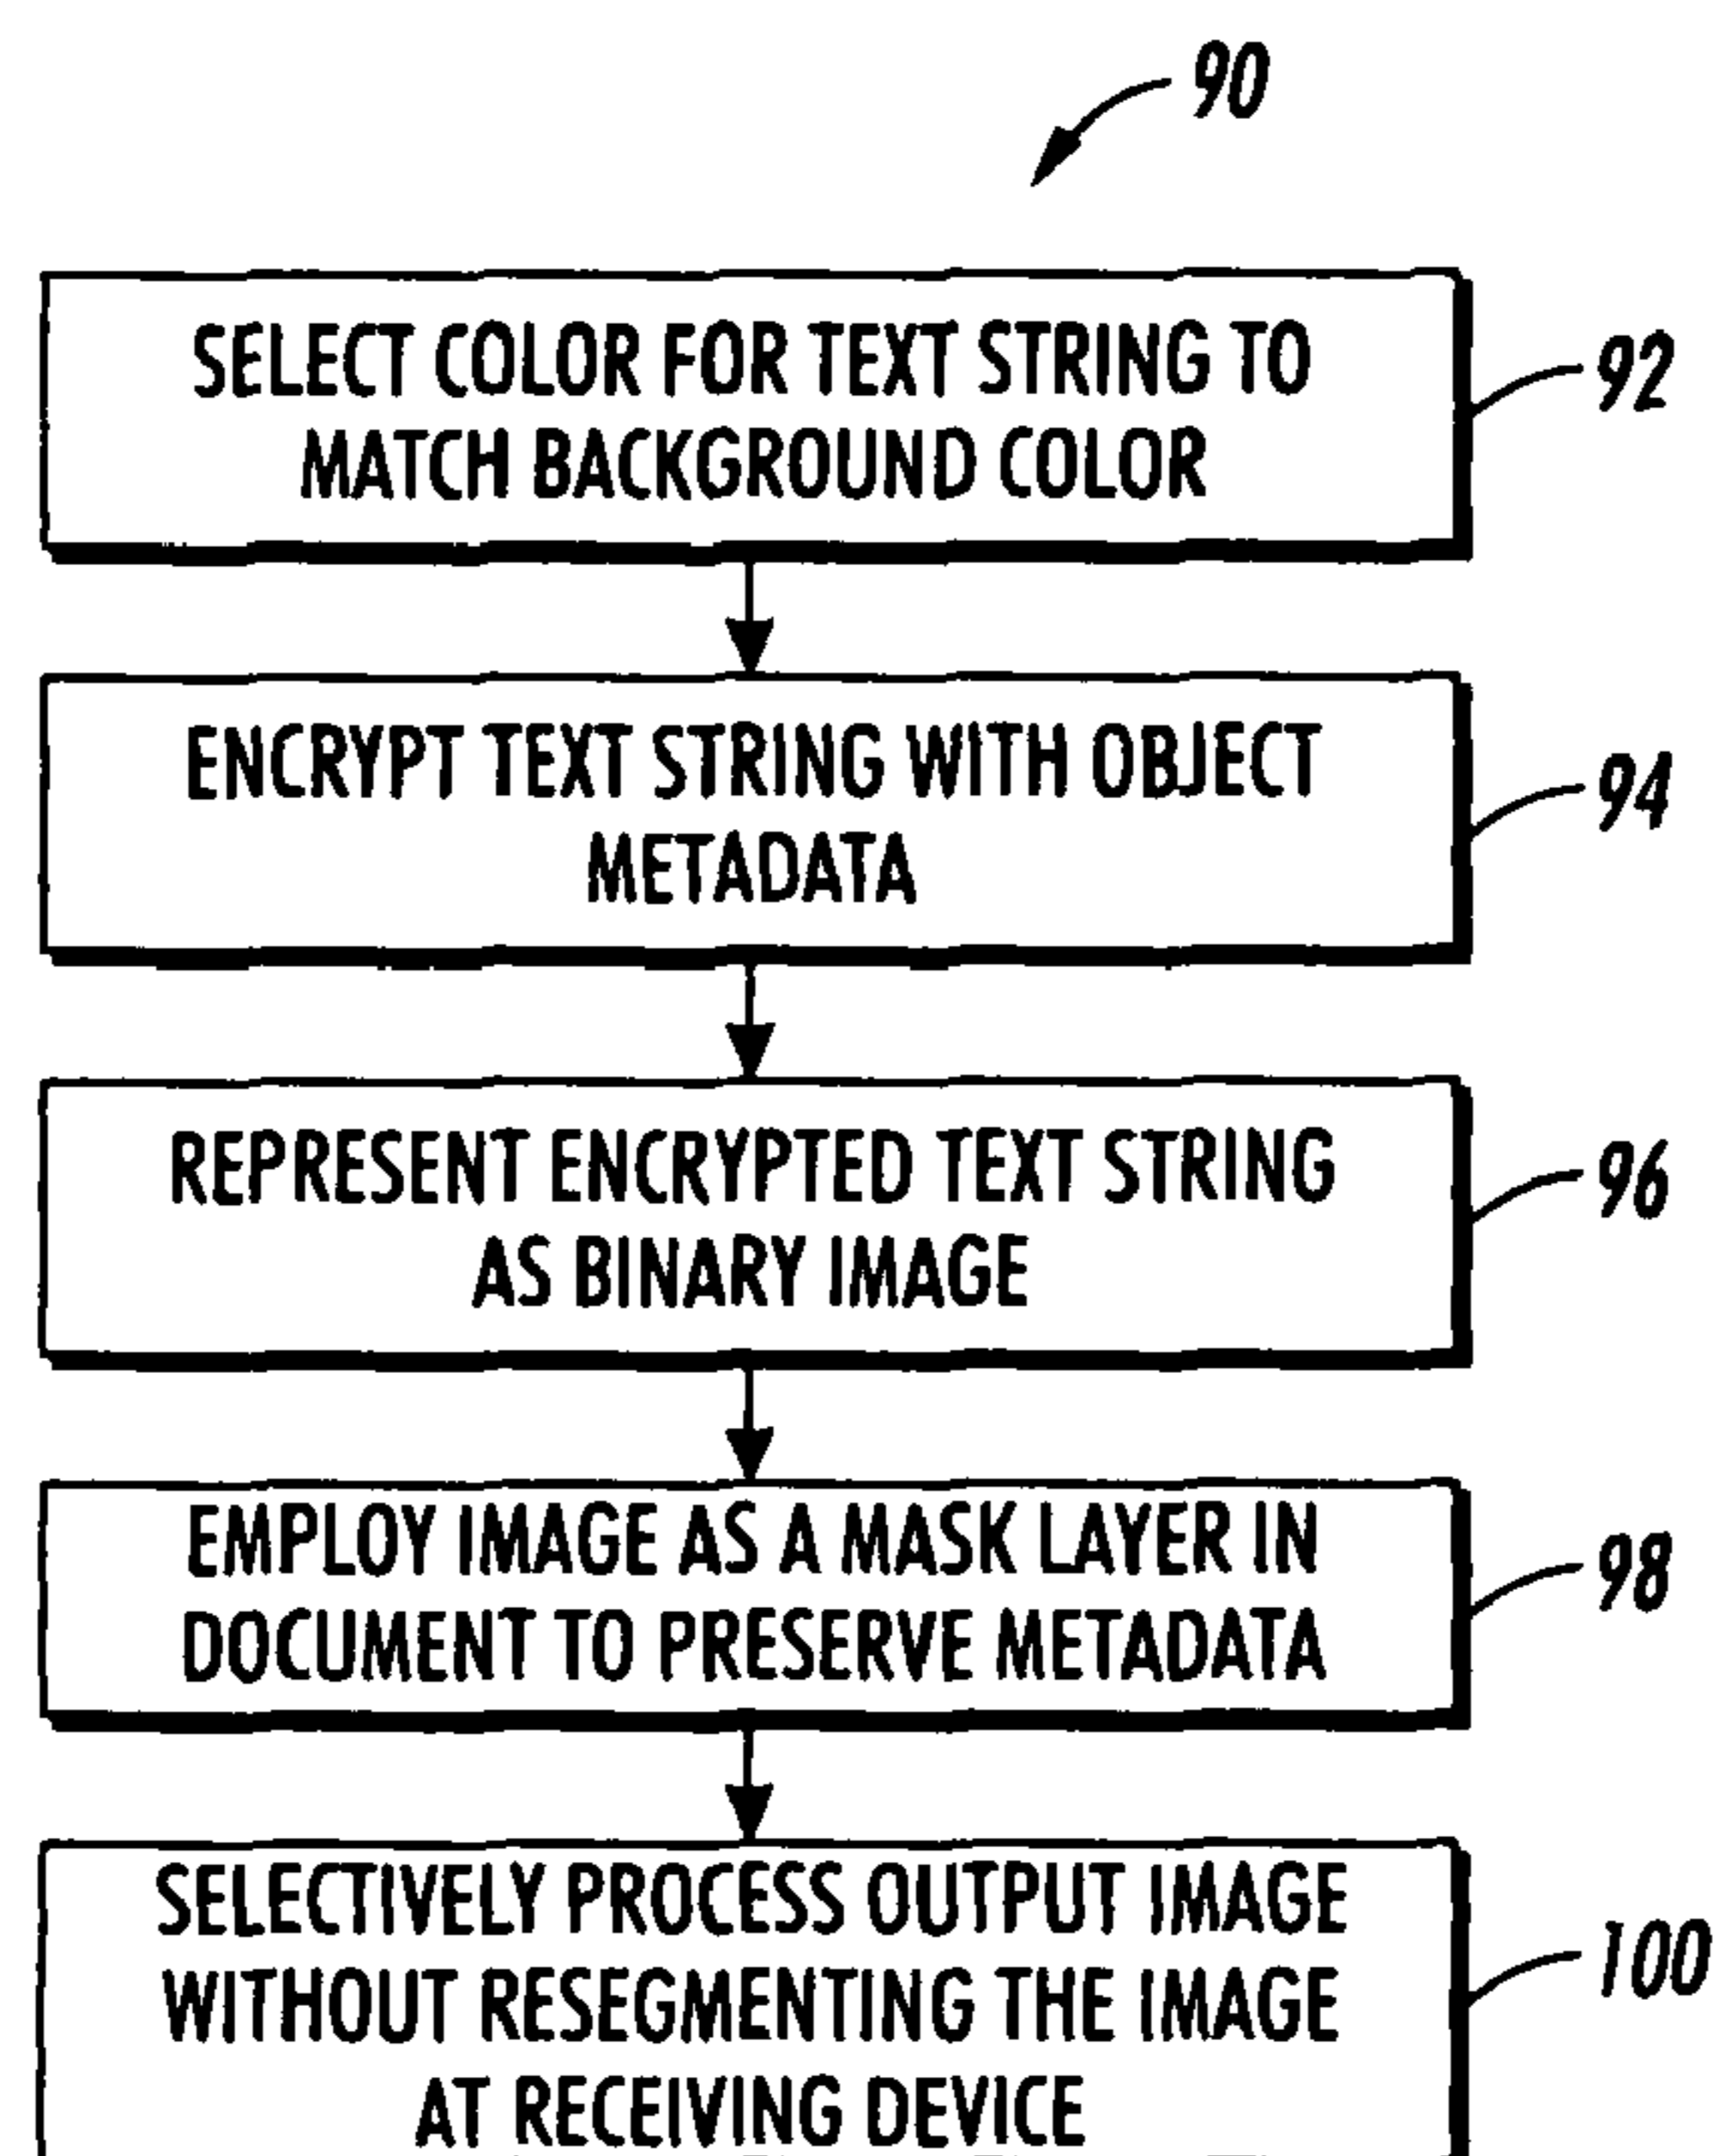 90
SELECT COLOR FOR TEXT STRING TO
MATCH BACKGROUND COLOR
92
ENCRYPT TEXT STRING WITH OBJECT
METADATA
94
REPRESENT ENCRYPTED TEXT STRING
AS BINARY IMAGE
96
EMPLOY IMAGE AS A MASK LAYER IN
DOCUMENT TO PRESERVE METADATA
98
SELECTIVELY PROCESS OUTPUT IMAGE
WITHOUT RESEGMENTING THE IMAGE
AT RECEIVING DEVICE
100